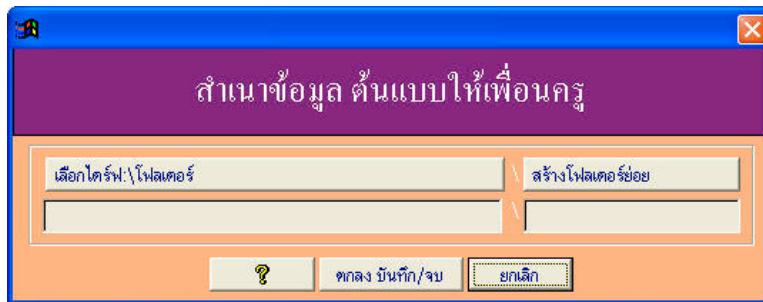 สำเนาข้อมูล ต้นแบบให้เพื่อนครู
เลือกไดร์ฟ:\โฟลเดอร์ \ สร้างโฟลเดอร์ย่อย
\
? ตกลง บันทึก/จบ ยกเลิก